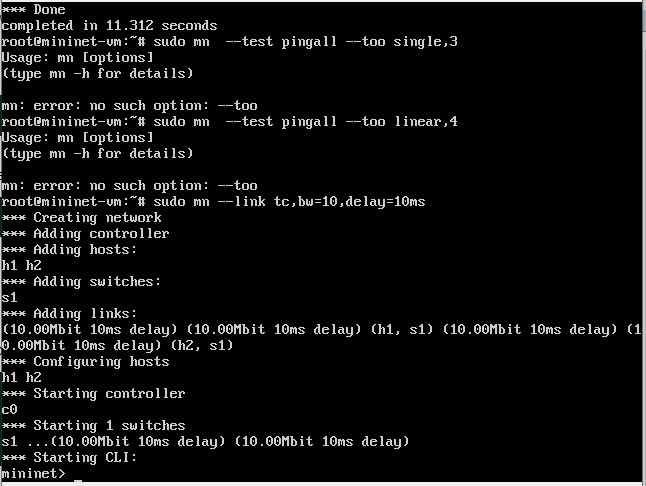 *** Done
completed in 11.312 seconds
root@mininet-vm:~# sudo mn  --test pingall --too single,3
Usage: mn [options]
(type mn -h for details)

mn: error: no such option: --too
root@mininet-vm:~# sudo mn  --test pingall --too linear,4
Usage: mn [options]
(type mn -h for details)

mn: error: no such option: --too
root@mininet-vm:~# sudo mn --link tc,bw=10,delay=10ms
*** Creating network
*** Adding controller
*** Adding hosts:
h1 h2
*** Adding switches:
s1
*** Adding links:
(10.00Mbit 10ms delay) (10.00Mbit 10ms delay) (h1, s1) (10.00Mbit 10ms delay) (1
0.00Mbit 10ms delay) (h2, s1)
*** Configuring hosts
h1 h2
*** Starting controller
c0
*** Starting 1 switches
s1 ...(10.00Mbit 10ms delay) (10.00Mbit 10ms delay)
*** Starting CLI:
mininet> _